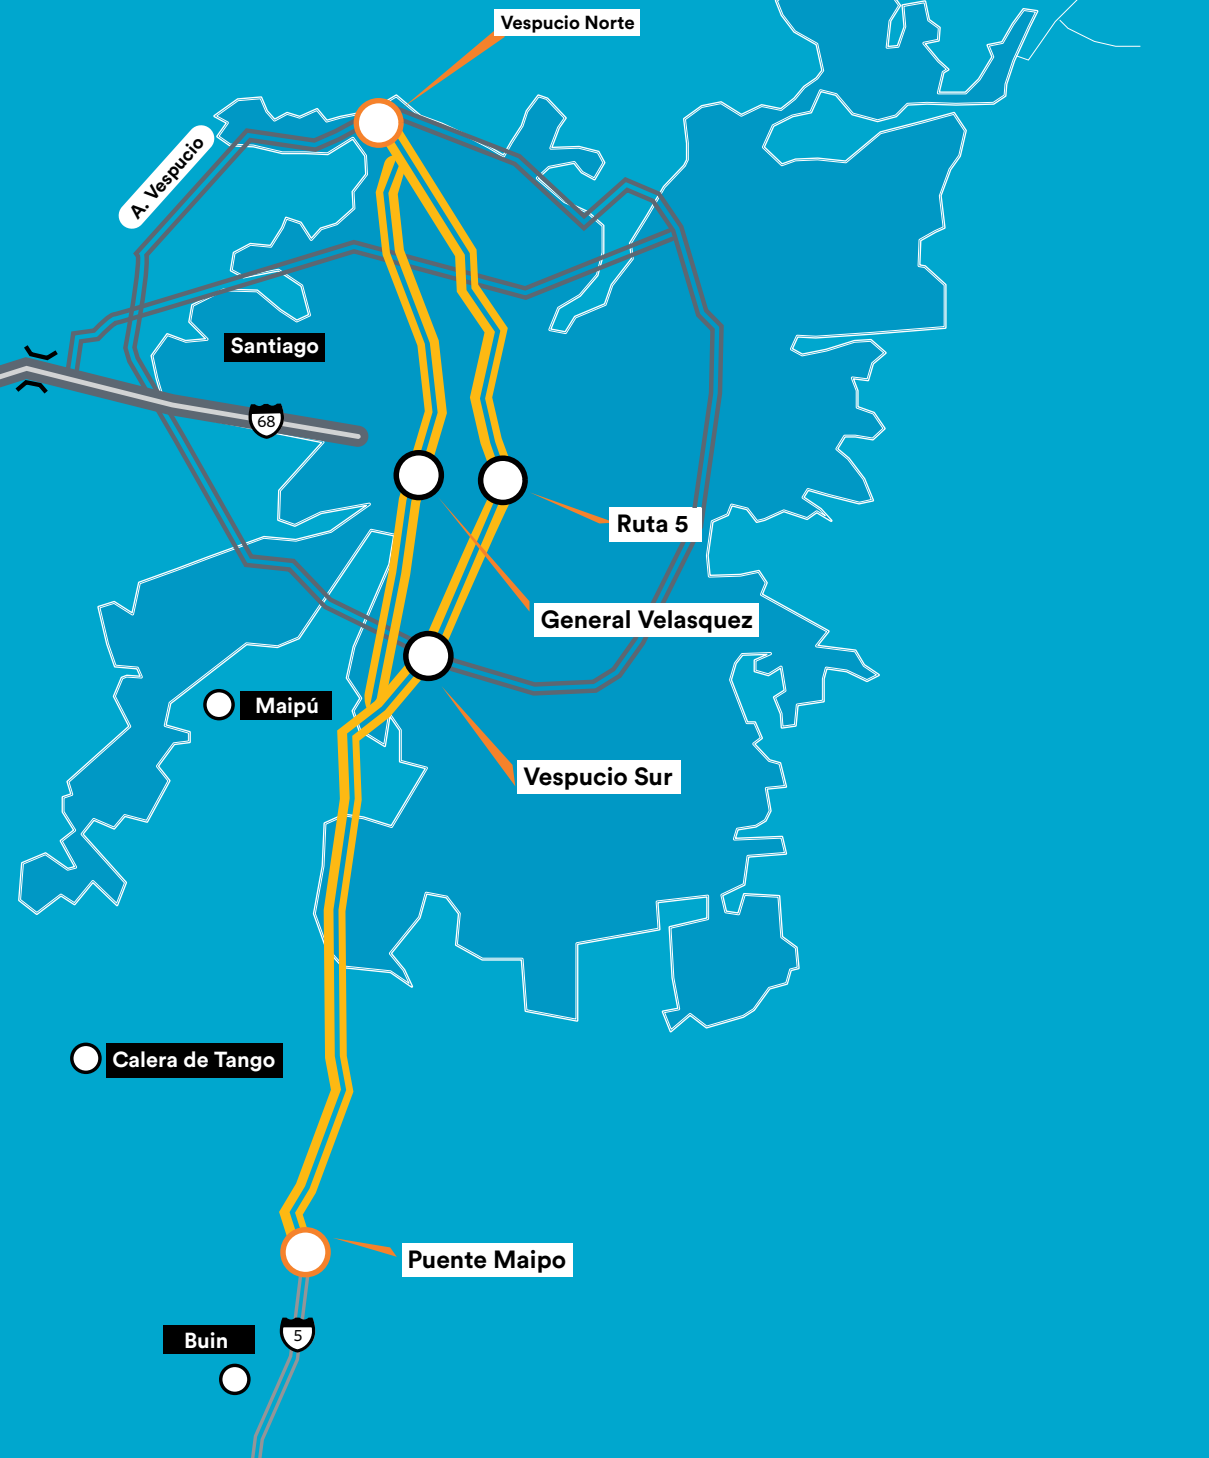 Vespucio Norte
A. Vespucio
Santiago
68
Ruta 5
General Velasquez
Maipú
Vespucio Sur
Calera de Tango
Puente Maipo
5
Buin